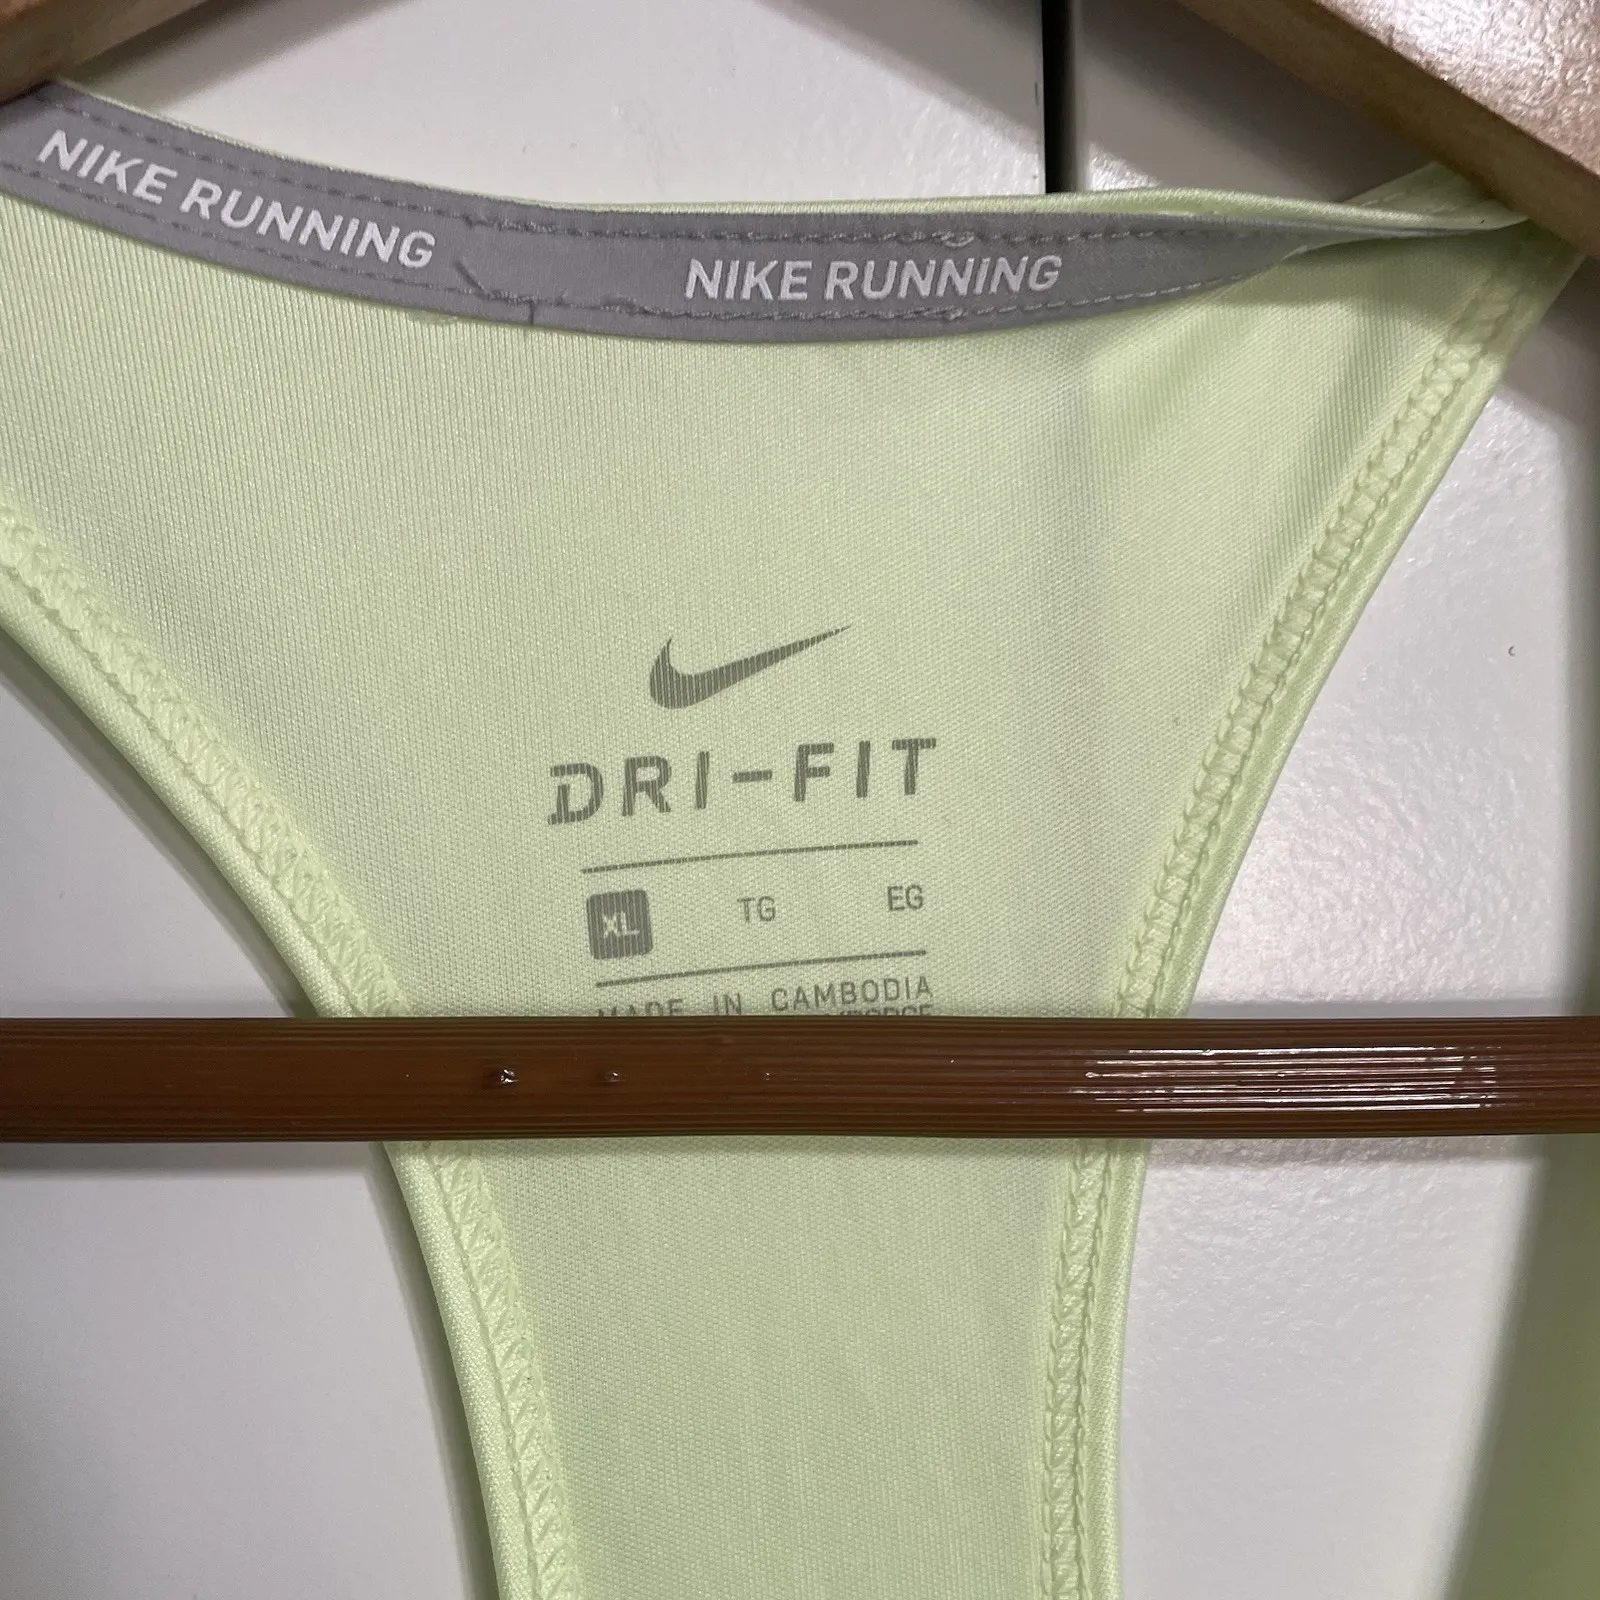 NIKE RUNNING
NIKE RUNNING
DRI-FIT
XL TG EG
MADE IN CAMBODIA